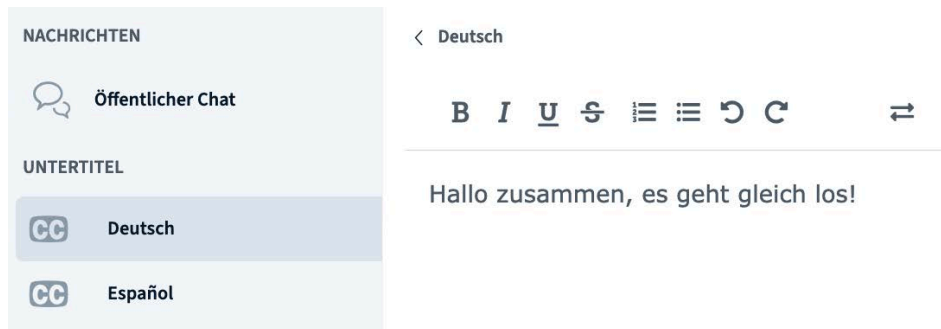 NACHRICHTEN
Öffentlicher Chat
UNTERTITEL
CC Deutsch
CC Español
Deutsch
B I U S
Hallo zusammen, es geht gleich los!